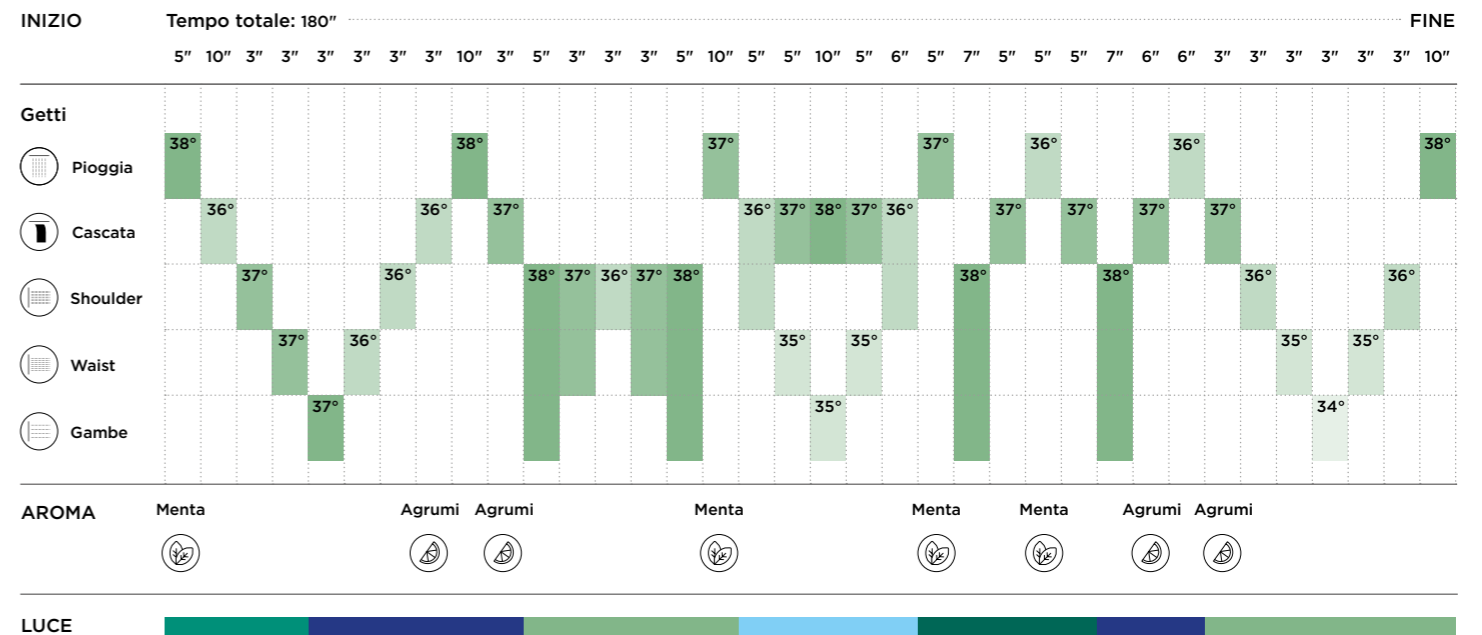 INIZIO Tempo totale: 180" FINE
5" 10" 3" 3" 3" 3" 3" 3" 10" 3" 5" 3" 3" 3" 5" 10" 5" 5" 10" 5" 6" 5" 7" 5" 5" 5" 7" 6" 6" 3" 3" 3" 3" 3" 3" 10"
Getti
Pioggia 38° 38° 37° 37° 36° 36° 38°
Cascata 36° 36° 37° 36° 37° 38° 37° 36° 37° 37° 37° 37°
Shoulder 37° 36° 38° 37° 36° 37° 38° 38° 38° 36° 36°
Waist 37° 36° 35° 35° 35° 35°
Gambe 37° 35° 34°
AROMA Menta Agrumi Agrumi Menta Menta Menta Agrumi Agrumi
LUCE